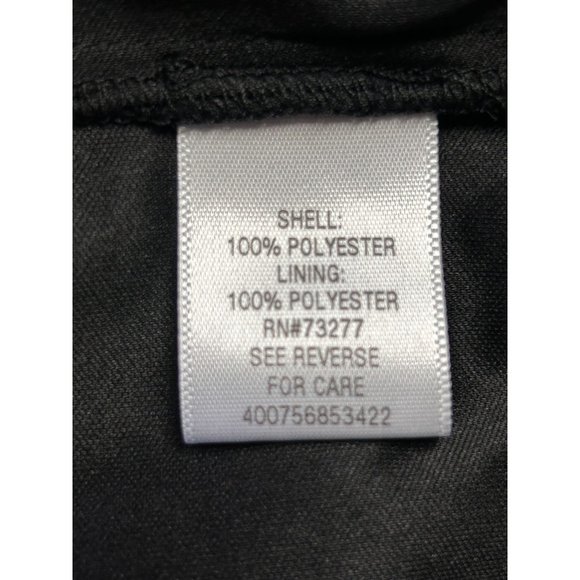 SHELL:
100% POLYESTER
LINING:
100% POLYESTER
RN#73277
SEE REVERSE
FOR CARE
400756853422